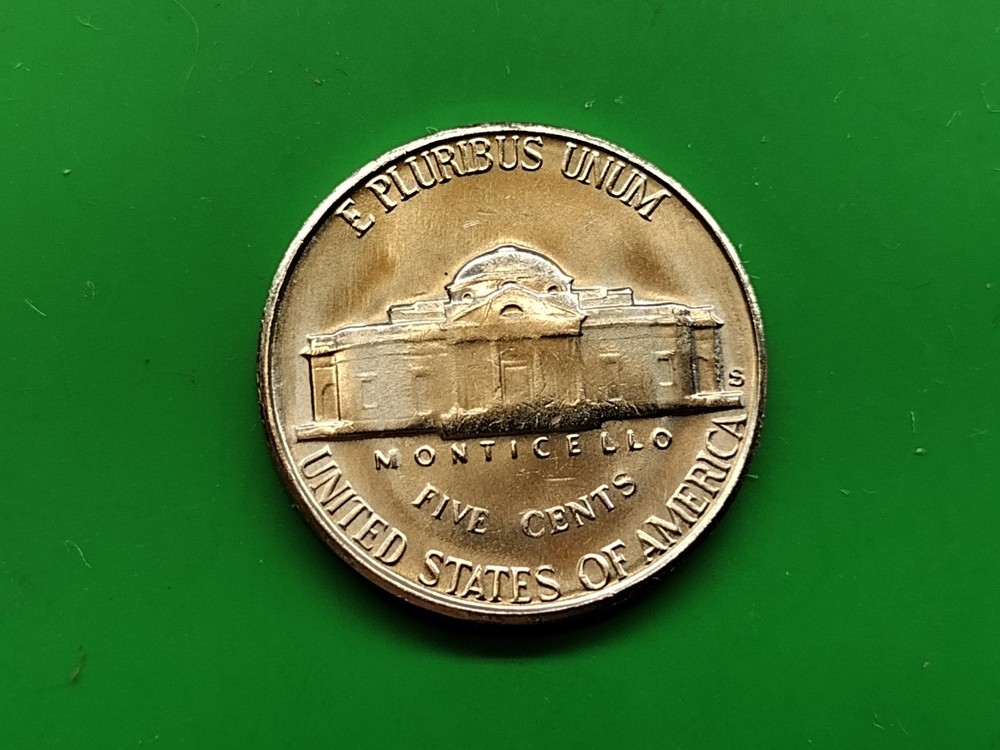 E PLURIBUS UNUM
S
MONTICELLO
FIVE CENTS
UNITED STATES OF AMERICA